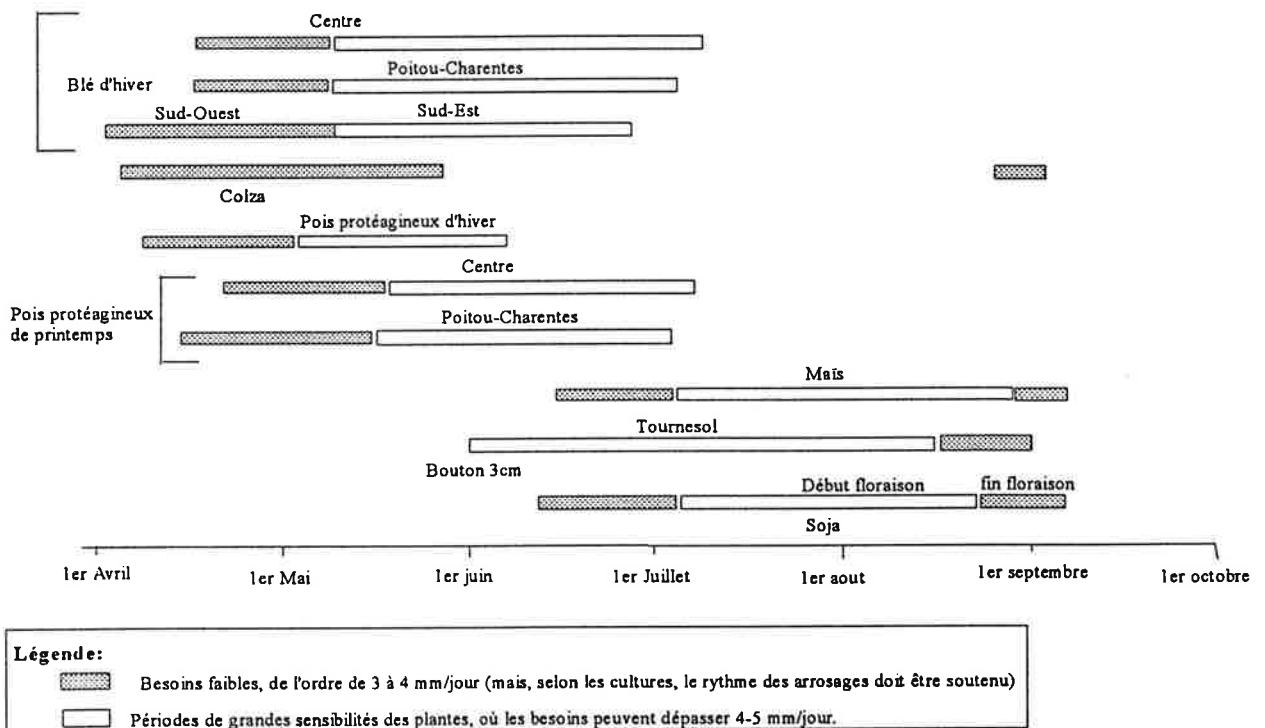 Centre
Blé d'hiver
Poitou-Charentes
Sud-Ouest
Sud-Est
Colza
Pois protéagineux d'hiver
Pois protéagineux
de printemps
Centre
Poitou-Charentes
Maïs
Tournesol
Bouton 3cm
Début floraison
fin floraison
Soja
1er Avril
1er Mai
1er juin
1er Juillet
1er aout
1er septembre
1er octobre
Légende:
Besoins faibles, de l'ordre de 3 à 4 mm/jour (mais, selon les cultures, le rythme des arrosages doit être soutenu)
Périodes de grandes sensibilités des plantes, où les besoins peuvent dépasser 4-5 mm/jour.